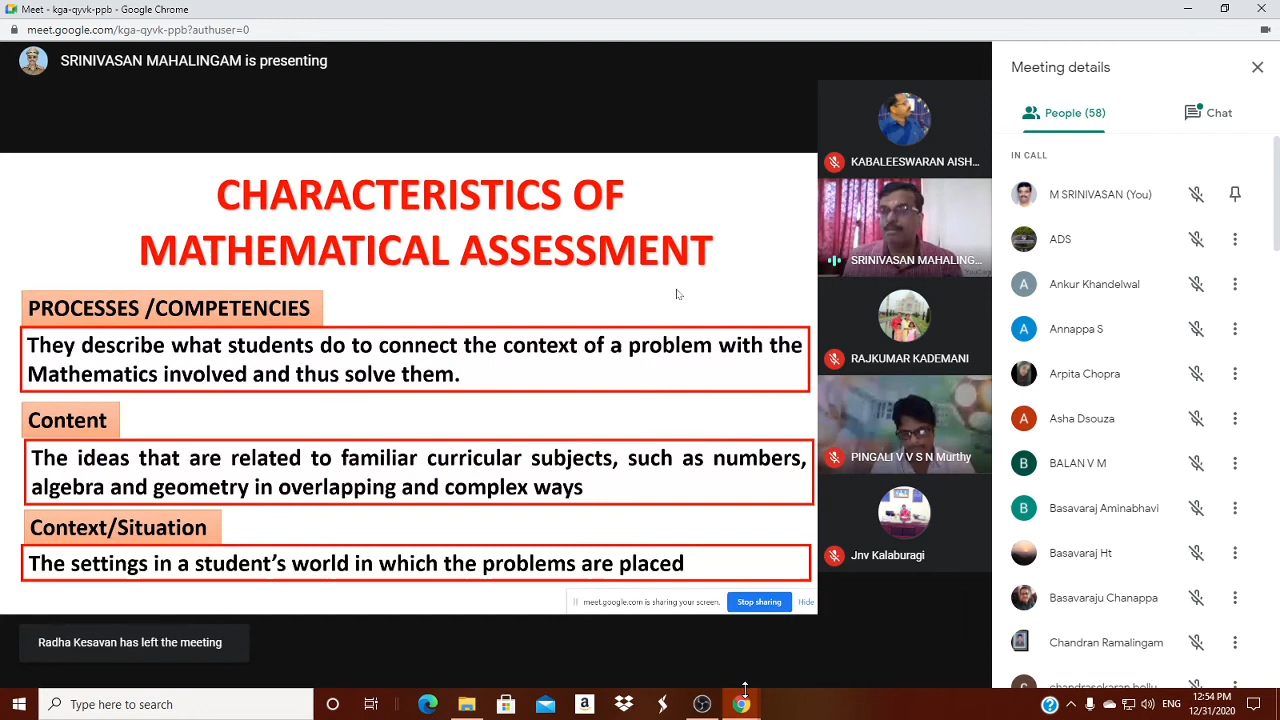 Meet - kga-qyvk-ppb - Google Chrome
meet.google.com/kga-qyvk-ppb?authuser=0
SRINIVASAN MAHALINGAM is presenting
CHARACTERISTICS OF
MATHEMATICAL ASSESSMENT
PROCESSES /COMPETENCIES
They describe what students do to connect the context of a problem with the
Mathematics involved and thus solve them.
Content
The ideas that are related to familiar curricular subjects, such as numbers,
algebra and geometry in overlapping and complex ways
Context/Situation
The settings in a student’s world in which the problems are placed
meet.google.com is sharing your screen.
Stop sharing
Hide
Radha Kesavan has left the meeting
KABALEESWARAN AISH...
SRINIVASAN MAHALING...
RAJKUMAR KADEMANI
PINGALI V V S N Murthy
Jnv Kalaburagi
Meeting details
People (58)
Chat
IN CALL
M SRINIVASAN (You)
ADS
A Ankur Khandelwal
A Annappa S
Arpita Chopra
A Asha Dsouza
B BALAN V M
B Basavaraj Aminabhavi
Basavaraj Ht
Basavaraju Chanappa
Chandran Ramalingam
Type here to search
a
ENG
12:54 PM
12/31/2020